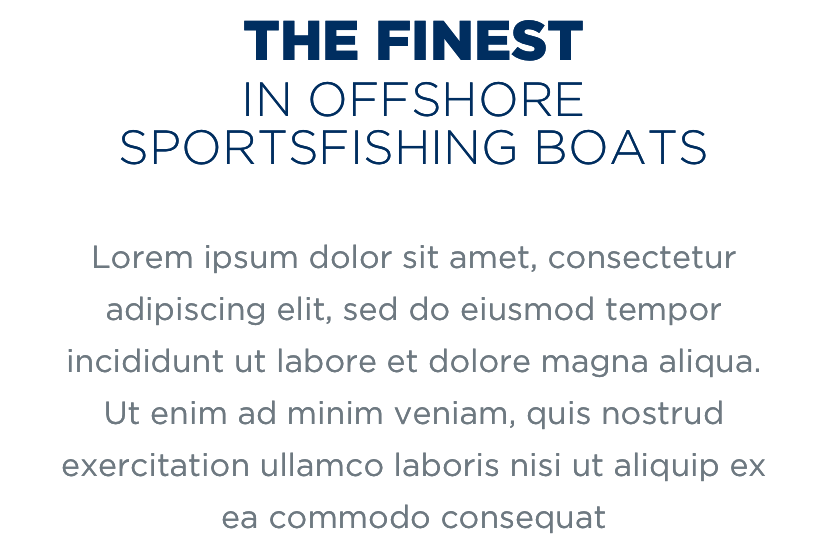 THE FINEST
IN OFFSHORE
SPORTSFISHING BOATS
Lorem ipsum dolor sit amet, consectetur
adipiscing elit, sed do eiusmod tempor
incididunt ut labore et dolore magna aliqua.
Ut enim ad minim veniam, quis nostrud
exercitation ullamco laboris nisi ut aliquip ex
ea commodo consequat